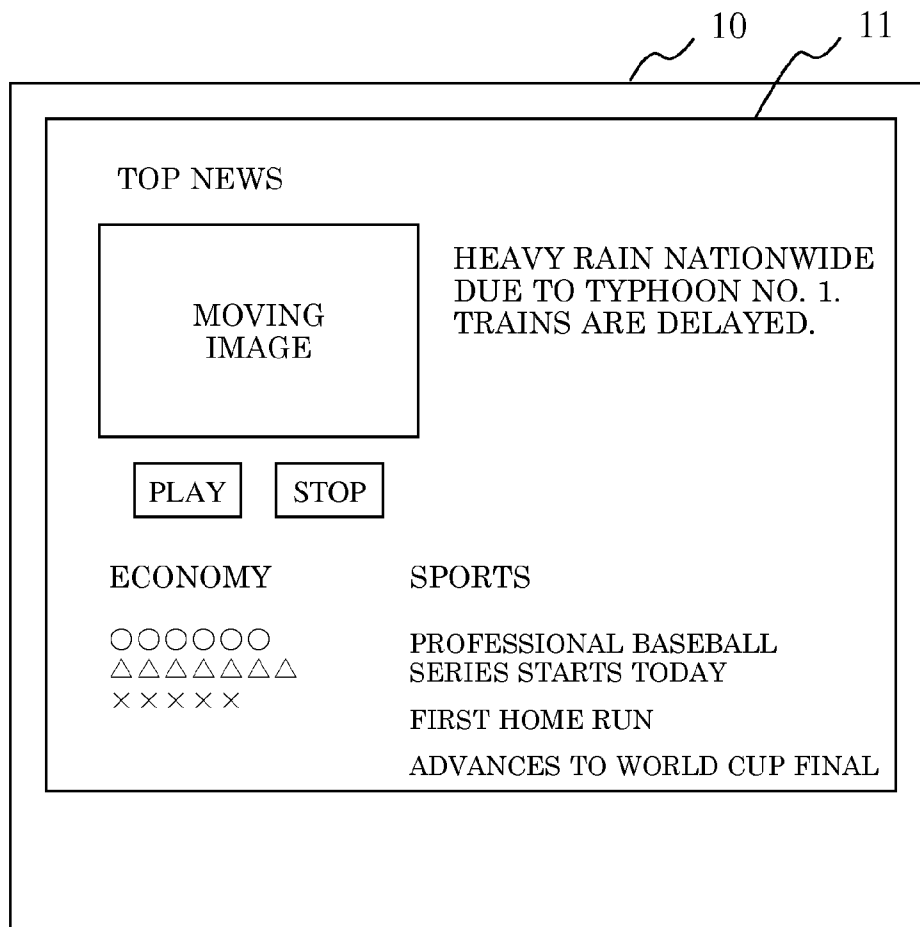 10
11
TOP NEWS
MOVING
IMAGE
HEAVY RAIN NATIONWIDE
DUE TO TYPHOON NO. 1.
TRAINS ARE DELAYED.
PLAY STOP
ECONOMY
○○○○○○
△△△△△△△
×××××
SPORTS
PROFESSIONAL BASEBALL
SERIES STARTS TODAY
FIRST HOME RUN
ADVANCES TO WORLD CUP FINAL